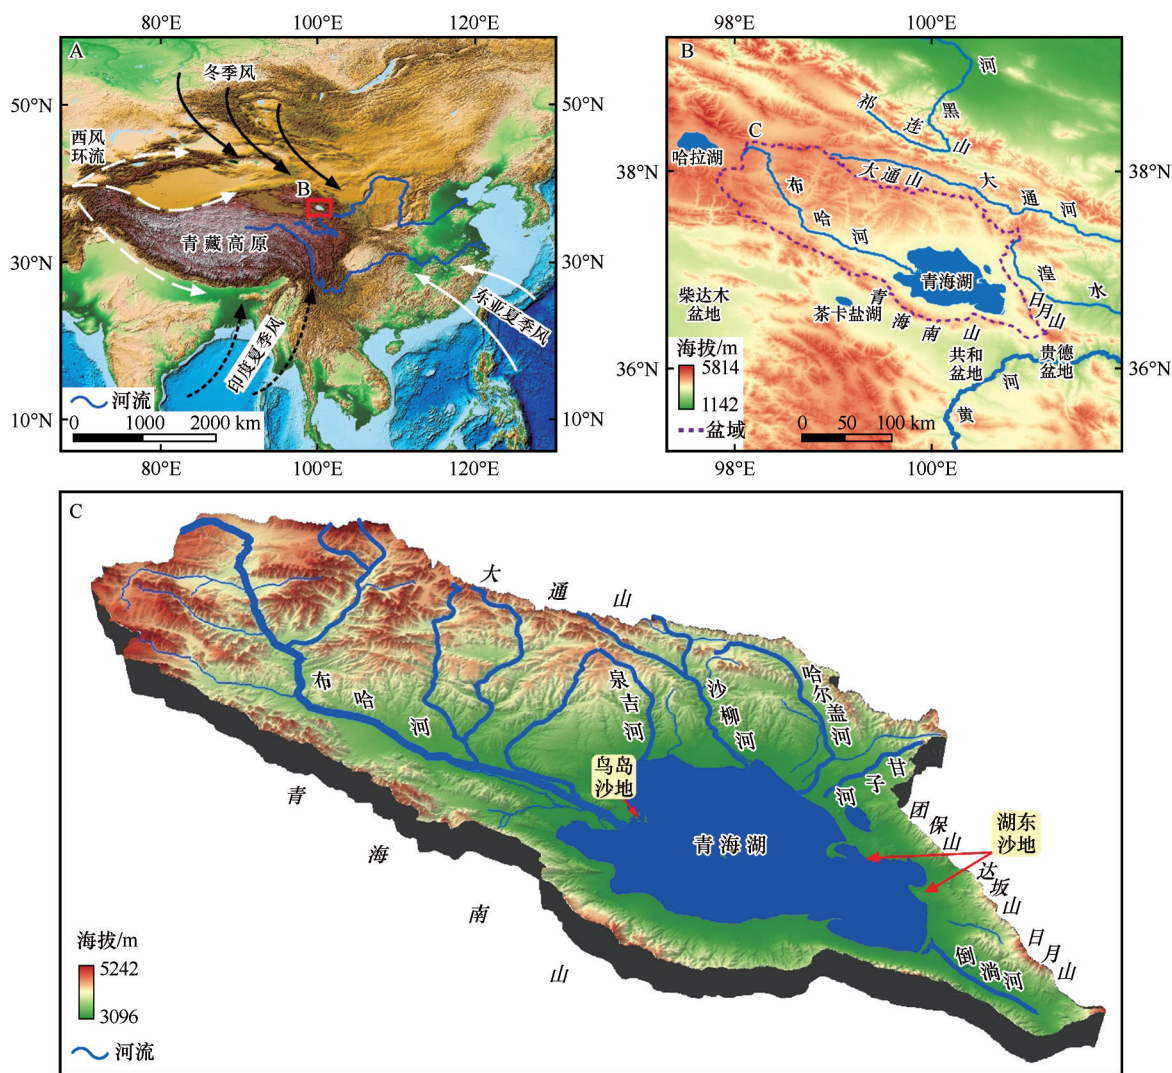 80°E
100°E
120°E
A
冬季风
50°N
西风
环流
B
青藏高原
30°N
东亚夏季风
印度夏季风
河流
0
1000
2000 km
10°N
80°E
100°E
120°E
50°N
30°N
10°N
98°E
100°E
B
河
黑
祁连山
C
哈拉湖
38°N
大通山
大通河
布哈河
青海湖
湟水
日月山
柴达木
盆地
茶卡盐湖
青海南山
共和
盆地
贵德
盆地
黄河
36°N
海拔/m
5814
1142
盆域
0
50
100 km
98°E
100°E
38°N
36°N
C
大通山
布哈河
泉吉河
沙柳河
哈尔盖河
甘子河
鸟岛
沙地
团保山
湖东
沙地
青海湖
达坂山
日月山
倒淌河
青海南山
海拔/m
5242
3096
河流